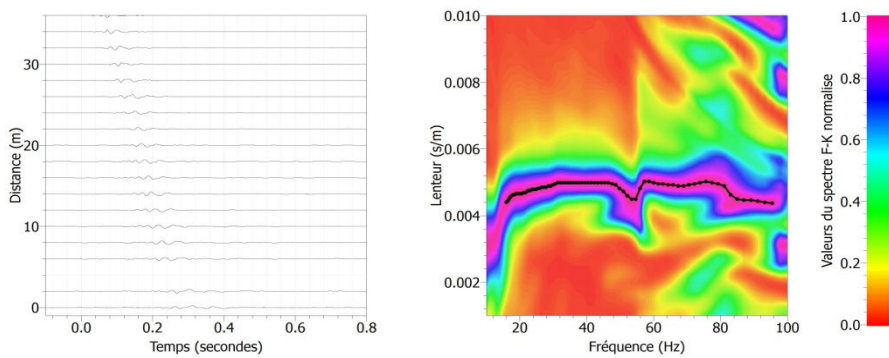 30
20
10
0
Distance (m)
0.0 0.2 0.4 0.6 0.8
Temps (secondes)
0.010
0.008
0.006
0.004
0.002
Lenteur (s/m)
20 40 60 80 100
Fréquence (Hz)
1.0
0.8
0.6
0.4
0.2
0.0
Valeurs du spectre F-K normalise